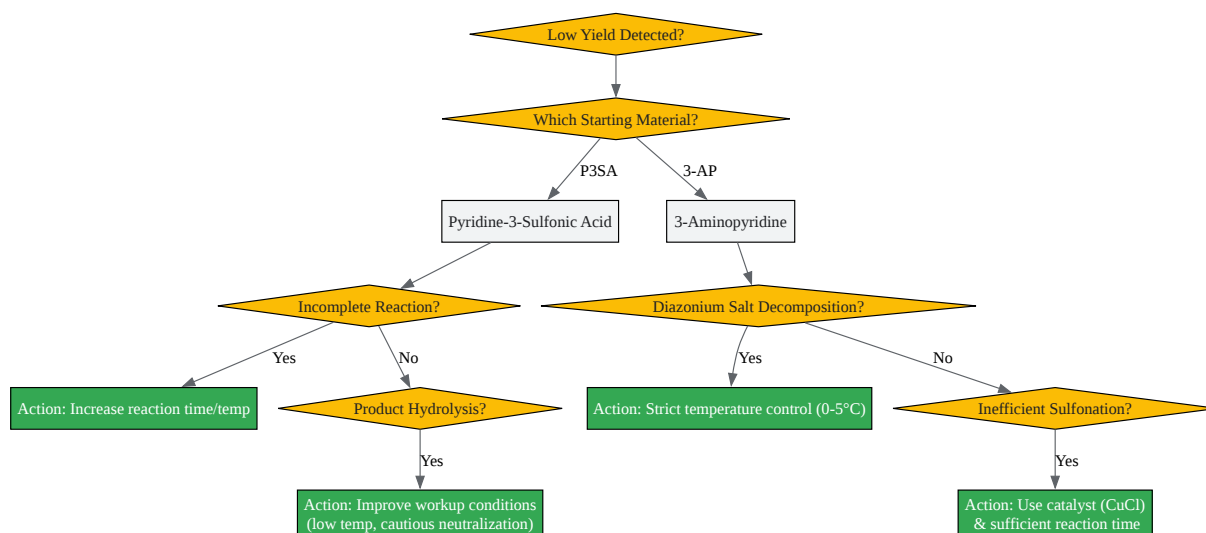 Low Yield Detected?
Which Starting Material?
P3SA
3-AP
Pyridine-3-Sulfonic Acid
3-Aminopyridine
Incomplete Reaction?
Diazonium Salt Decomposition?
Yes
No
Yes
No
Action: Increase reaction time/temp
Product Hydrolysis?
Action: Strict temperature control (0-5°C)
Inefficient Sulfonation?
Yes
Yes
Action: Improve workup conditions
(low temp, cautious neutralization)
Action: Use catalyst (CuCl)
& sufficient reaction time